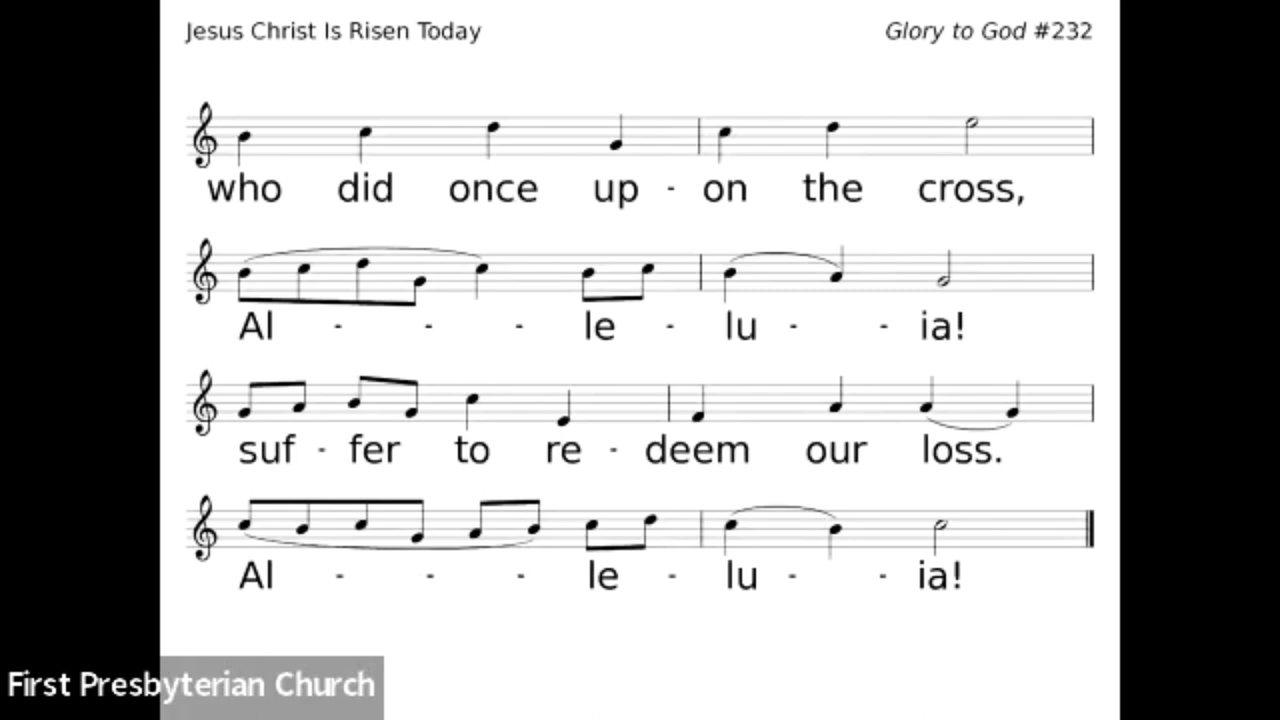 Jesus Christ Is Risen Today
Glory to God #232
who did once up - on the cross,
Al - - - le - lu - - ia!
suf - fer to re - deem our loss.
Al - - - le - lu - - ia!
First Presbyterian Church